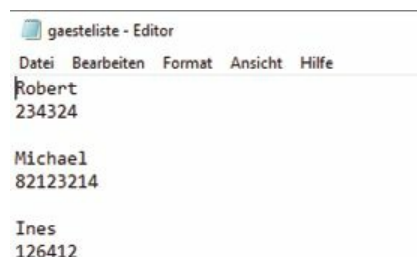 gaesteliste - Editor
Datei Bearbeiten Format Ansicht Hilfe
Robert
234324

Michael
82123214

Ines
126412